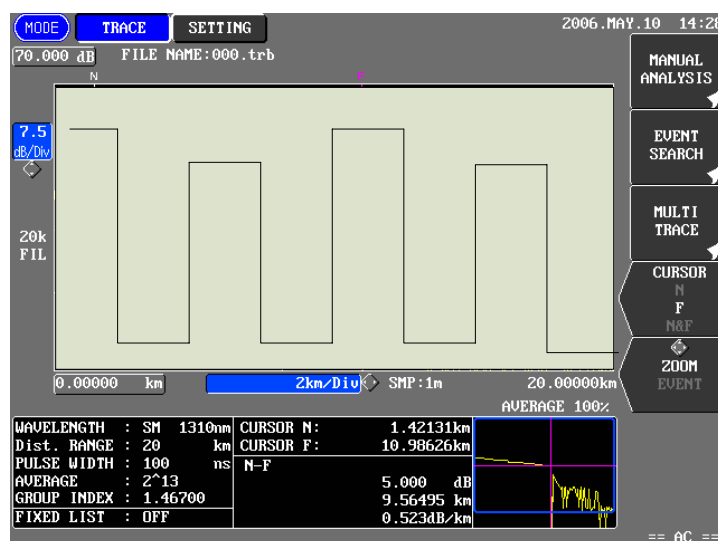 MODE TRACE SETTING 2006.MAY.10 14:28
70.000 dB FILE NAME:000.trb
N F
7.5
dB/Div
20k
FIL
MANUAL
ANALYSIS
EVENT
SEARCH
MULTI
TRACE
CURSOR
N
F
N&F
ZOOM
EVENT
0.00000 km 2km/Div SMP:1m 20.00000km
AVERAGE 100%
WAVELENGTH : SM 1310nm
Dist. RANGE : 20 km
PULSE WIDTH : 100 ns
AVERAGE : 2^13
GROUP INDEX : 1.46700
FIXED LIST : OFF
CURSOR N: 1.42131km
CURSOR F: 10.98626km
N-F
5.000 dB
9.56495 km
0.523dB/km
== AC ==